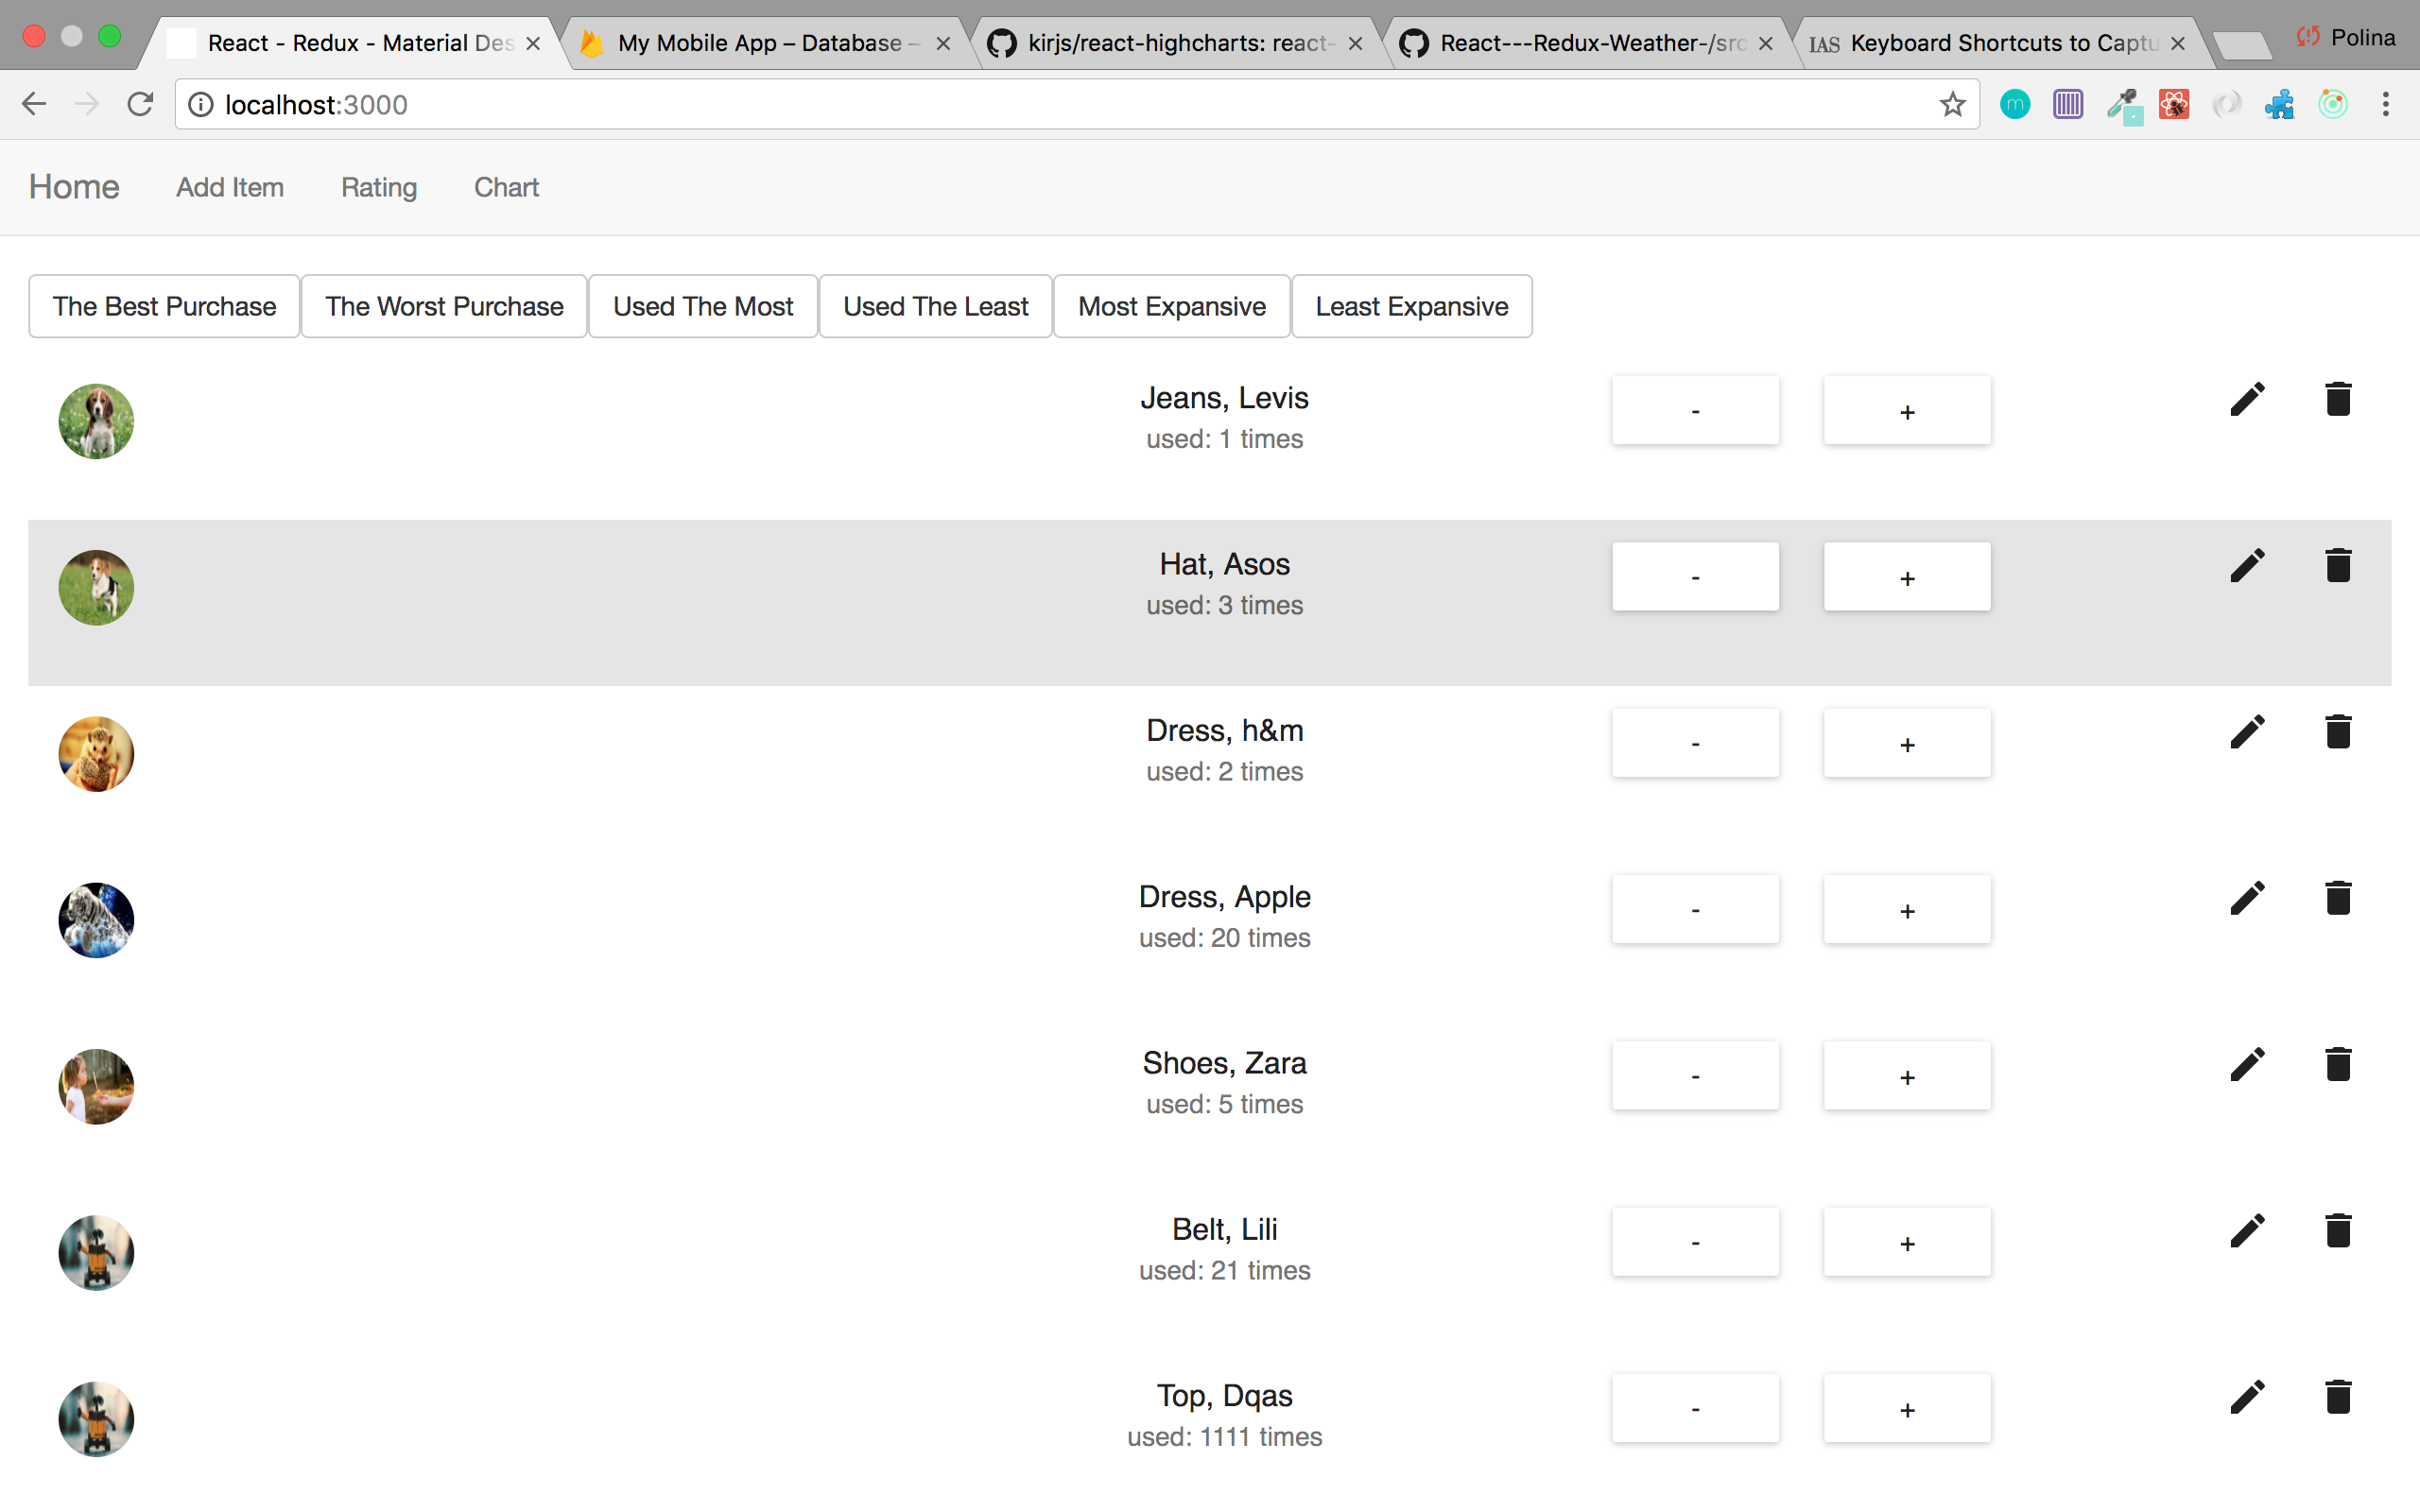 React - Redux - Material Des
My Mobile App – Database –
kirjs/react-highcharts: react-
React---Redux-Weather-/src
IAS Keyboard Shortcuts to Captu
Polina
localhost:3000
m
Home Add Item Rating Chart
The Best Purchase The Worst Purchase Used The Most Used The Least Most Expansive Least Expansive
Jeans, Levis
used: 1 times
- +
Hat, Asos
used: 3 times
- +
Dress, h&m
used: 2 times
- +
Dress, Apple
used: 20 times
- +
Shoes, Zara
used: 5 times
- +
Belt, Lili
used: 21 times
- +
Top, Dqas
used: 1111 times
- +